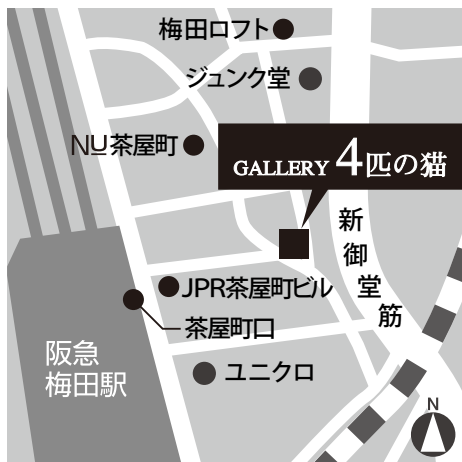 梅田ロフト
ジュンク堂
NU茶屋町
GALLERY 4匹の猫
新御堂筋
JPR茶屋町ビル
茶屋町口
阪急
梅田駅
ユニクロ
N